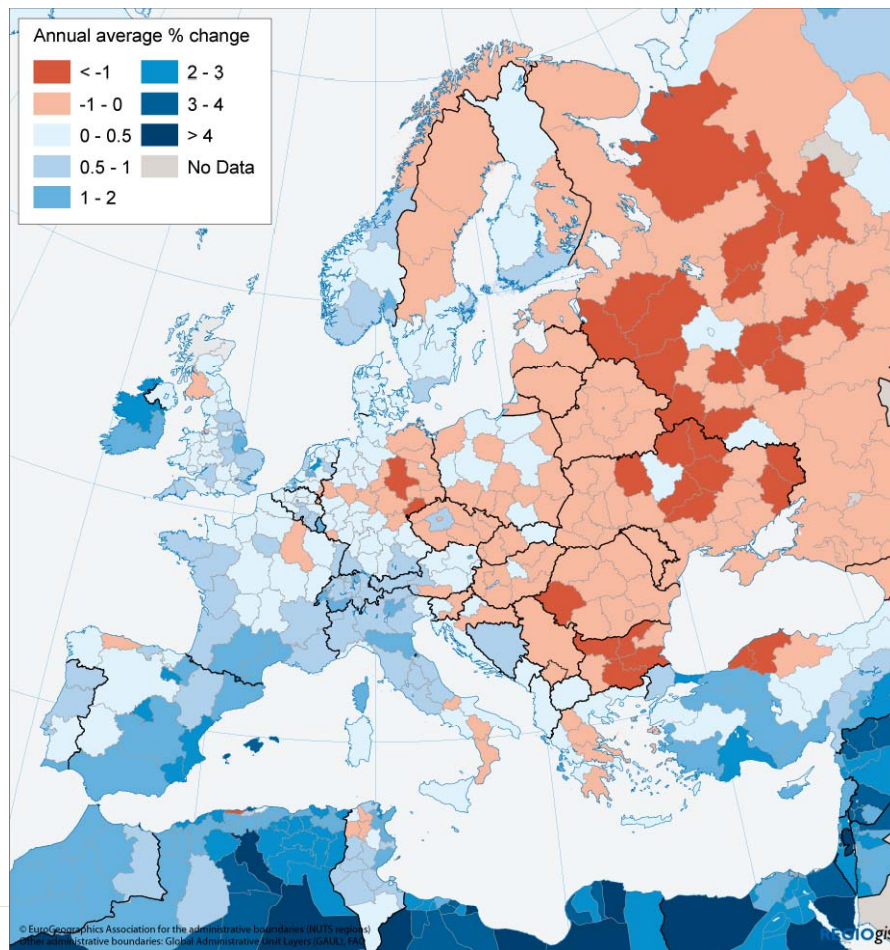 Annual average % change
< -1
-1 - 0
0 - 0.5
0.5 - 1
1 - 2
2 - 3
3 - 4
> 4
No Data
© EuroGeographics Association for the administrative boundaries (NUTS regions)
Other administrative boundaries: Global Administrative Unit Layers (GAUL), FAO
REGIOgis